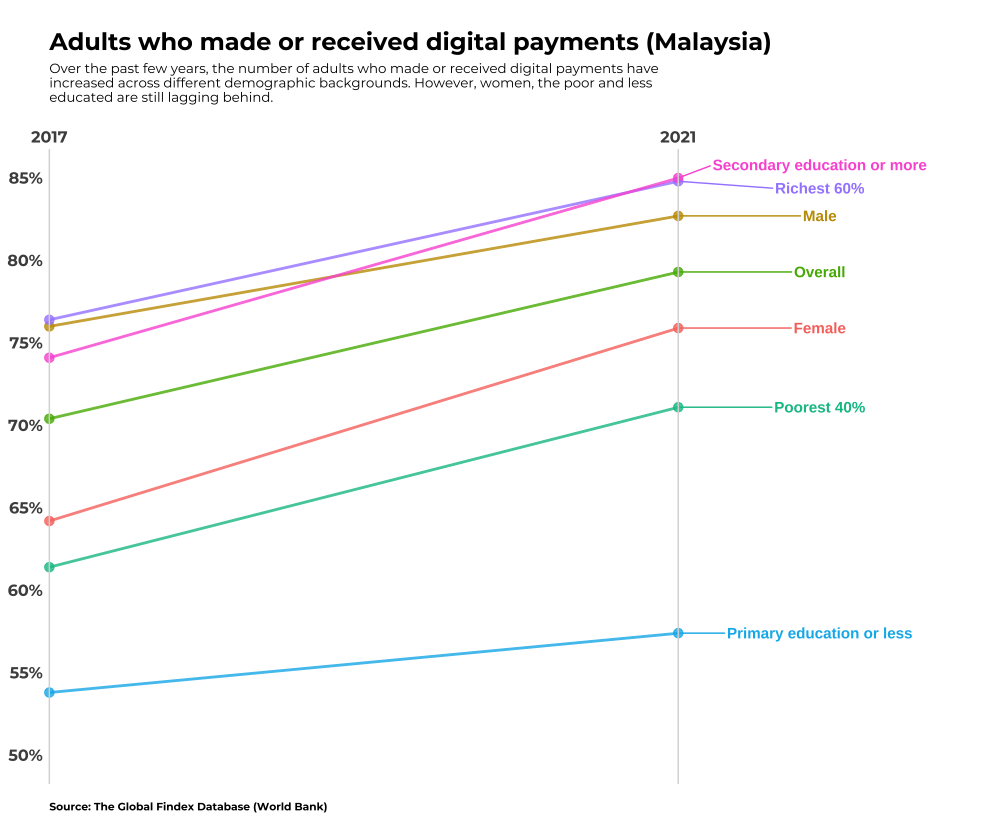 Adults who made or received digital payments (Malaysia)
Over the past few years, the number of adults who made or received digital payments have
increased across different demographic backgrounds. However, women, the poor and less
educated are still lagging behind.
2017
2021
85%
Secondary education or more
Richest 60%
Male
80%
Overall
75%
Female
70%
Poorest 40%
65%
60%
Primary education or less
55%
50%
Source: The Global Findex Database (World Bank)